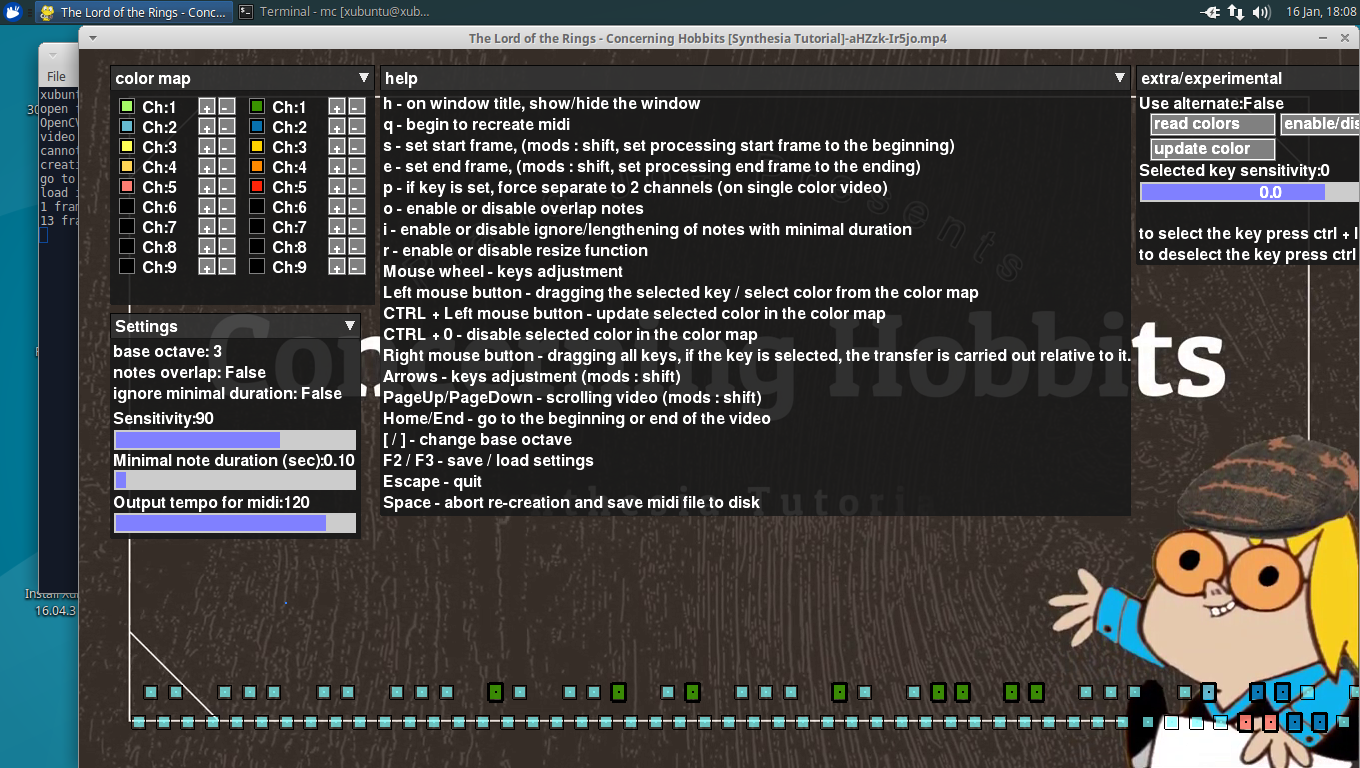 The Lord of the Rings - Conc...
Terminal - mc [xubuntu@xub...
16 Jan, 18:08
The Lord of the Rings - Concerning Hobbits [Synthesia Tutorial]-aHZzk-Ir5jo.mp4
File
color map
Ch:1 + - Ch:1 + -
Ch:2 + - Ch:2 + -
Ch:3 + - Ch:3 + -
Ch:4 + - Ch:4 + -
Ch:5 + - Ch:5 + -
Ch:6 + - Ch:6 + -
Ch:7 + - Ch:7 + -
Ch:8 + - Ch:8 + -
Ch:9 + - Ch:9 + -
Settings
base octave: 3
notes overlap: False
ignore minimal duration: False
Sensitivity:90
Minimal note duration (sec):0.10
Output tempo for midi:120
help
h - on window title, show/hide the window
q - begin to recreate midi
s - set start frame, (mods : shift, set processing start frame to the beginning)
e - set end frame, (mods : shift, set processing end frame to the ending)
p - if key is set, force separate to 2 channels (on single color video)
o - enable or disable overlap notes
i - enable or disable ignore/lengthening of notes with minimal duration
r - enable or disable resize function
Mouse wheel - keys adjustment
Left mouse button - dragging the selected key / select color from the color map
CTRL + Left mouse button - update selected color in the color map
CTRL + 0 - disable selected color in the color map
Right mouse button - dragging all keys, if the key is selected, the transfer is carried out relative to it.
Arrows - keys adjustment (mods : shift)
PageUp/PageDown - scrolling video (mods : shift)
Home/End - go to the beginning or end of the video
[ / ] - change base octave
F2 / F3 - save / load settings
Escape - quit
Space - abort re-creation and save midi file to disk
extra/experimental
Use alternate:False
read colors enable/dis
update color
Selected key sensitivity:0
0.0
to select the key press ctrl + l
to deselect the key press ctrl
Concerning Hobbits
xubunt
open
OpenCV
video
cannot
creati
go to
load
1 fram
13 fra
Install Xu
16.04.3